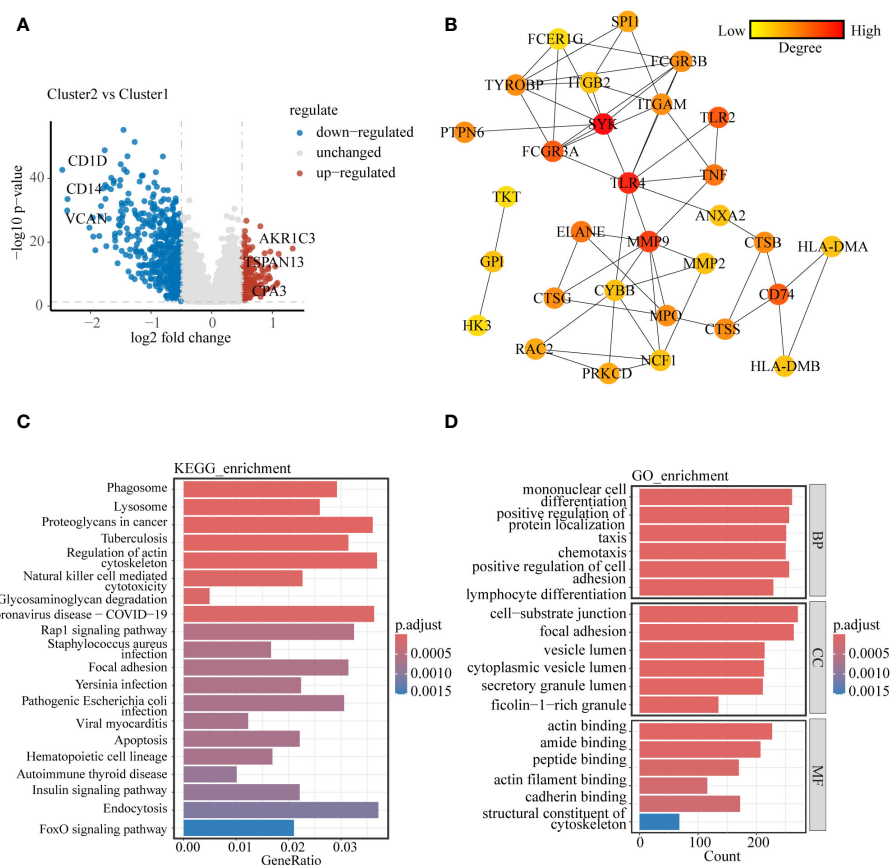 A
Cluster2 vs Cluster1
regulate
down-regulated
unchanged
up-regulated
CD1D
CD14
VCAN
AKR1C3
TSPAN13
CPA3
40
20
0
−log10 p-value
−2
−1
0
1
log2 fold change
B
Low
High
Degree
SPI1
FCER1G
FCGR3B
TYROBP
ITGB2
ITGAM
TLR2
SYK
PTPN6
FCGR3A
TNF
TLR4
TKT
ANXA2
ELANE
MMP9
CTSB
HLA-DMA
GPI
MMP2
CYBB
CD74
CTSG
MPO
HK3
CTSS
RAC2
NCF1
PRKCD
HLA-DMB
C
KEGG_enrichment
Phagosome
Lysosome
Proteoglycans in cancer
Tuberculosis
Regulation of actin
cytoskeleton
Natural killer cell mediated
cytotoxicity
Glycosaminoglycan degradation
oronavirus disease − COVID−19
Rap1 signaling pathway
Staphylococcus aureus
infection
Focal adhesion
Yersinia infection
Pathogenic Escherichia coli
infection
Viral myocarditis
Apoptosis
Hematopoietic cell lineage
Autoimmune thyroid disease
Insulin signaling pathway
Endocytosis
FoxO signaling pathway
0.00
0.01
0.02
0.03
GeneRatio
p.adjust
0.0005
0.0010
0.0015
D
GO_enrichment
mononuclear cell
differentiation
positive regulation of
protein localization
taxis
chemotaxis
positive regulation of cell
adhesion
lymphocyte differentiation
BP
cell−substrate junction
focal adhesion
vesicle lumen
cytoplasmic vesicle lumen
secretory granule lumen
ficolin−1−rich granule
CC
actin binding
amide binding
peptide binding
actin filament binding
cadherin binding
structural constituent of
cytoskeleton
MF
0
100
200
Count
p.adjust
0.0005
0.0010
0.0015